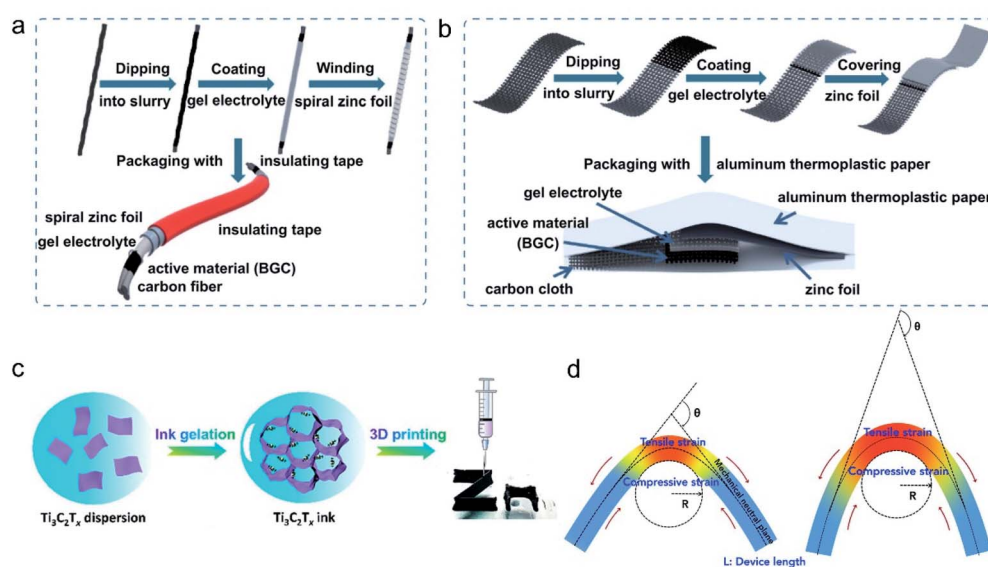 a
Dipping
into slurry
Coating
gel electrolyte
Winding
spiral zinc foil
Packaging with
insulating tape
spiral zinc foil
gel electrolyte
insulating tape
active material (BGC)
carbon fiber
b
Dipping
into slurry
Coating
gel electrolyte
Covering
zinc foil
Packaging with
aluminum thermoplastic paper
gel electrolyte
aluminum thermoplastic paper
active material
(BGC)
carbon cloth
zinc foil
c
Ink gelation
3D printing
Ti₃C₂Tₓ dispersion
Ti₃C₂Tₓ ink
Zn
d
θ
Tensile strain
Compressive strain
R
Mechanical neutral plane
L: Device length
θ
Tensile strain
Compressive strain
R